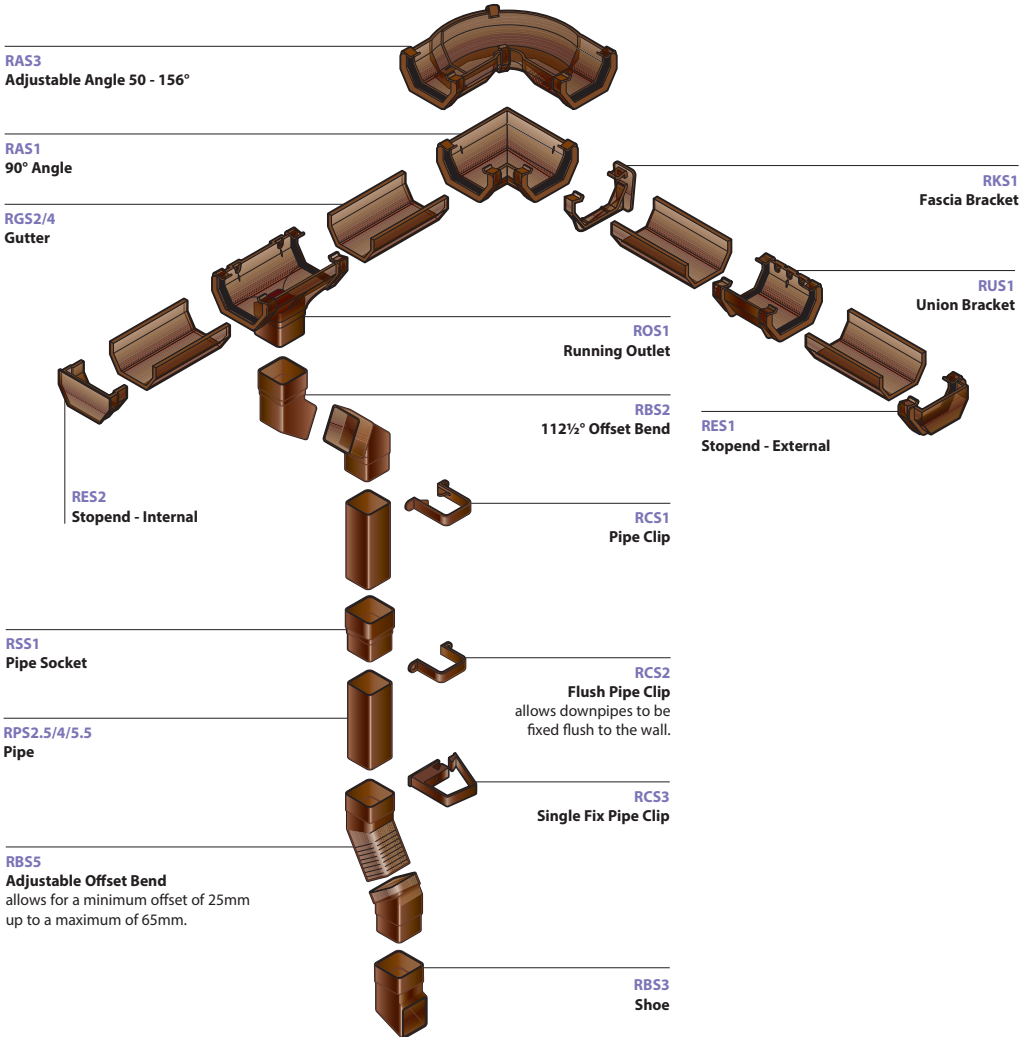 RAS3
Adjustable Angle 50 - 156°
RAS1
90° Angle
RKS1
Fascia Bracket
RGS2/4
Gutter
RUS1
Union Bracket
ROS1
Running Outlet
RBS2
112½° Offset Bend
RES1
Stopend - External
RES2
Stopend - Internal
RCS1
Pipe Clip
RSS1
Pipe Socket
RCS2
Flush Pipe Clip
allows downpipes to be
fixed flush to the wall.
RPS2.5/4/5.5
Pipe
RCS3
Single Fix Pipe Clip
RBS5
Adjustable Offset Bend
allows for a minimum offset of 25mm
up to a maximum of 65mm.
RBS3
Shoe